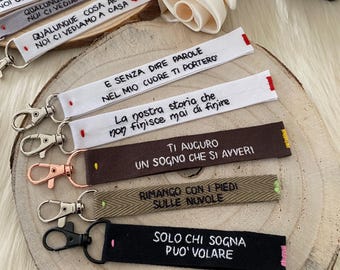 QUALUNQUE COSA
NOI CI VEDIAMO A CASA
E SENZA DIRE PAROLE
NEL MIO CUORE TI PORTERÒ
La nostra storia che
non finisce mai di finire
TI AUGURO
UN SOGNO CHE SI AVVERI
RIMANGO CON I PIEDI
SULLE NUVOLE
SOLO CHI SOGNA
PUO' VOLARE